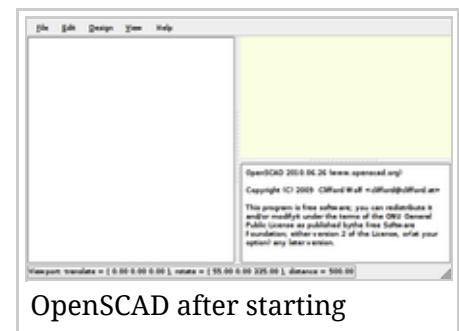 File Edit Design View Help
OpenSCAD 2010.06.26 (www.openscad.org)
Copyright (C) 2009 Clifford Wolf <clifford@clifford.at>
This program is free software; you can redistribute it
and/or modify it under the terms of the GNU General
Public License as published by the Free Software
Foundation; either version 2 of the License, or(at your
option) any later version.
Viewport: translate = [ 0.00 0.00 0.00 ], rotate = [ 55.00 0.00 235.00 ], distance = 500.00
OpenSCAD after starting